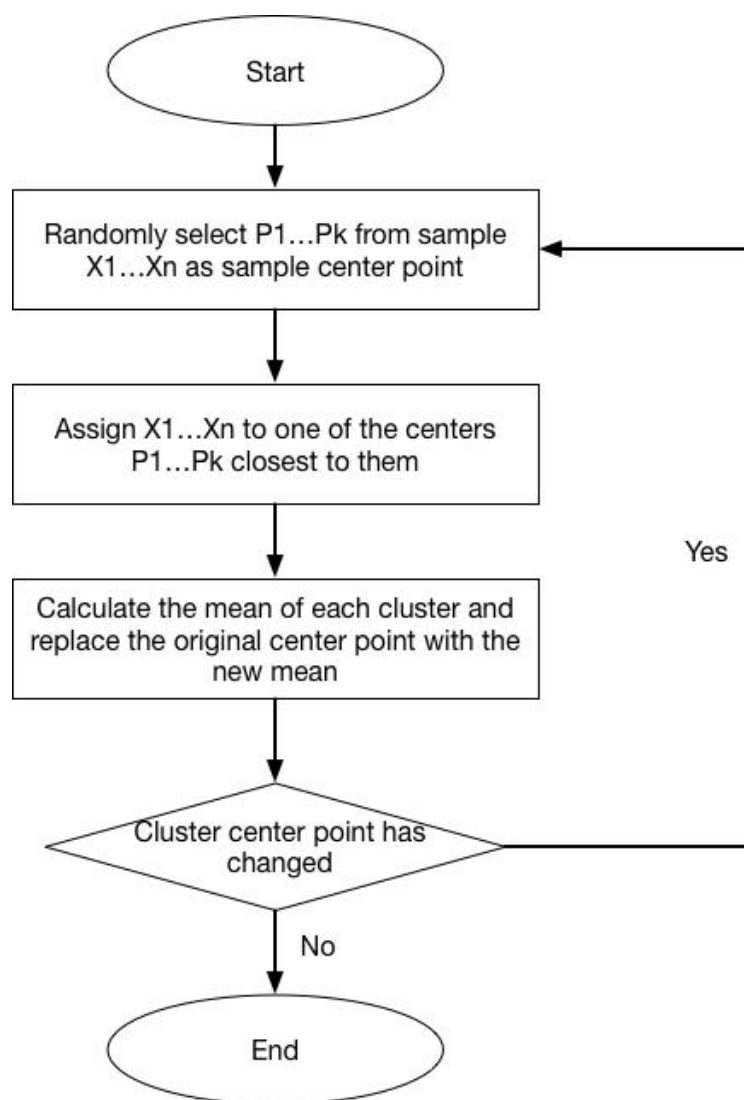 Start
Randomly select P1...Pk from sample
X1...Xn as sample center point
Assign X1...Xn to one of the centers
P1...Pk closest to them
Yes
Calculate the mean of each cluster and
replace the original center point with the
new mean
Cluster center point has
changed
No
End